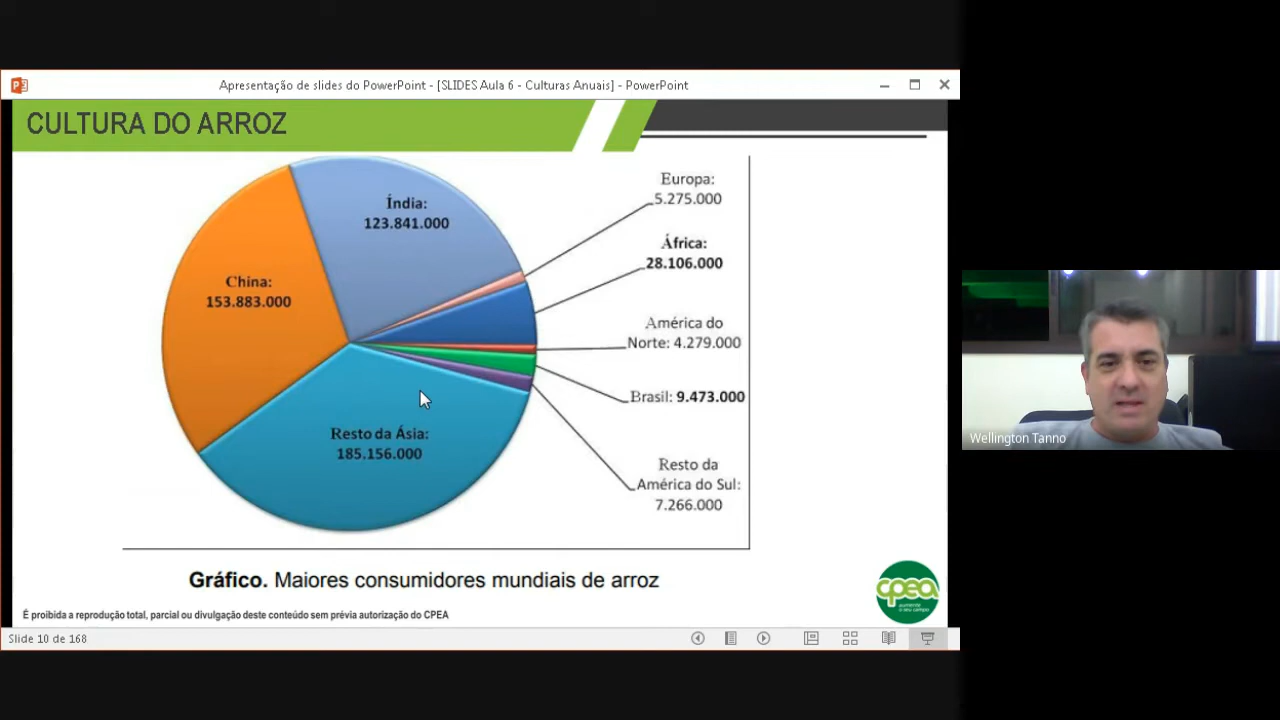 Apresentação de slides do PowerPoint - [SLIDES Aula 6 - Culturas Anuais] - PowerPoint
CULTURA DO ARROZ
Índia:
123.841.000
China:
153.883.000
Resto da Ásia:
185.156.000
Europa:
5.275.000
África:
28.106.000
América do
Norte: 4.279.000
Brasil: 9.473.000
Resto da
América do Sul:
7.266.000
Gráfico. Maiores consumidores mundiais de arroz
cpea
aumente
o seu campo
É proibida a reprodução total, parcial ou divulgação deste conteúdo sem prévia autorização do CPEA
Slide 10 de 168
Wellington Tanno